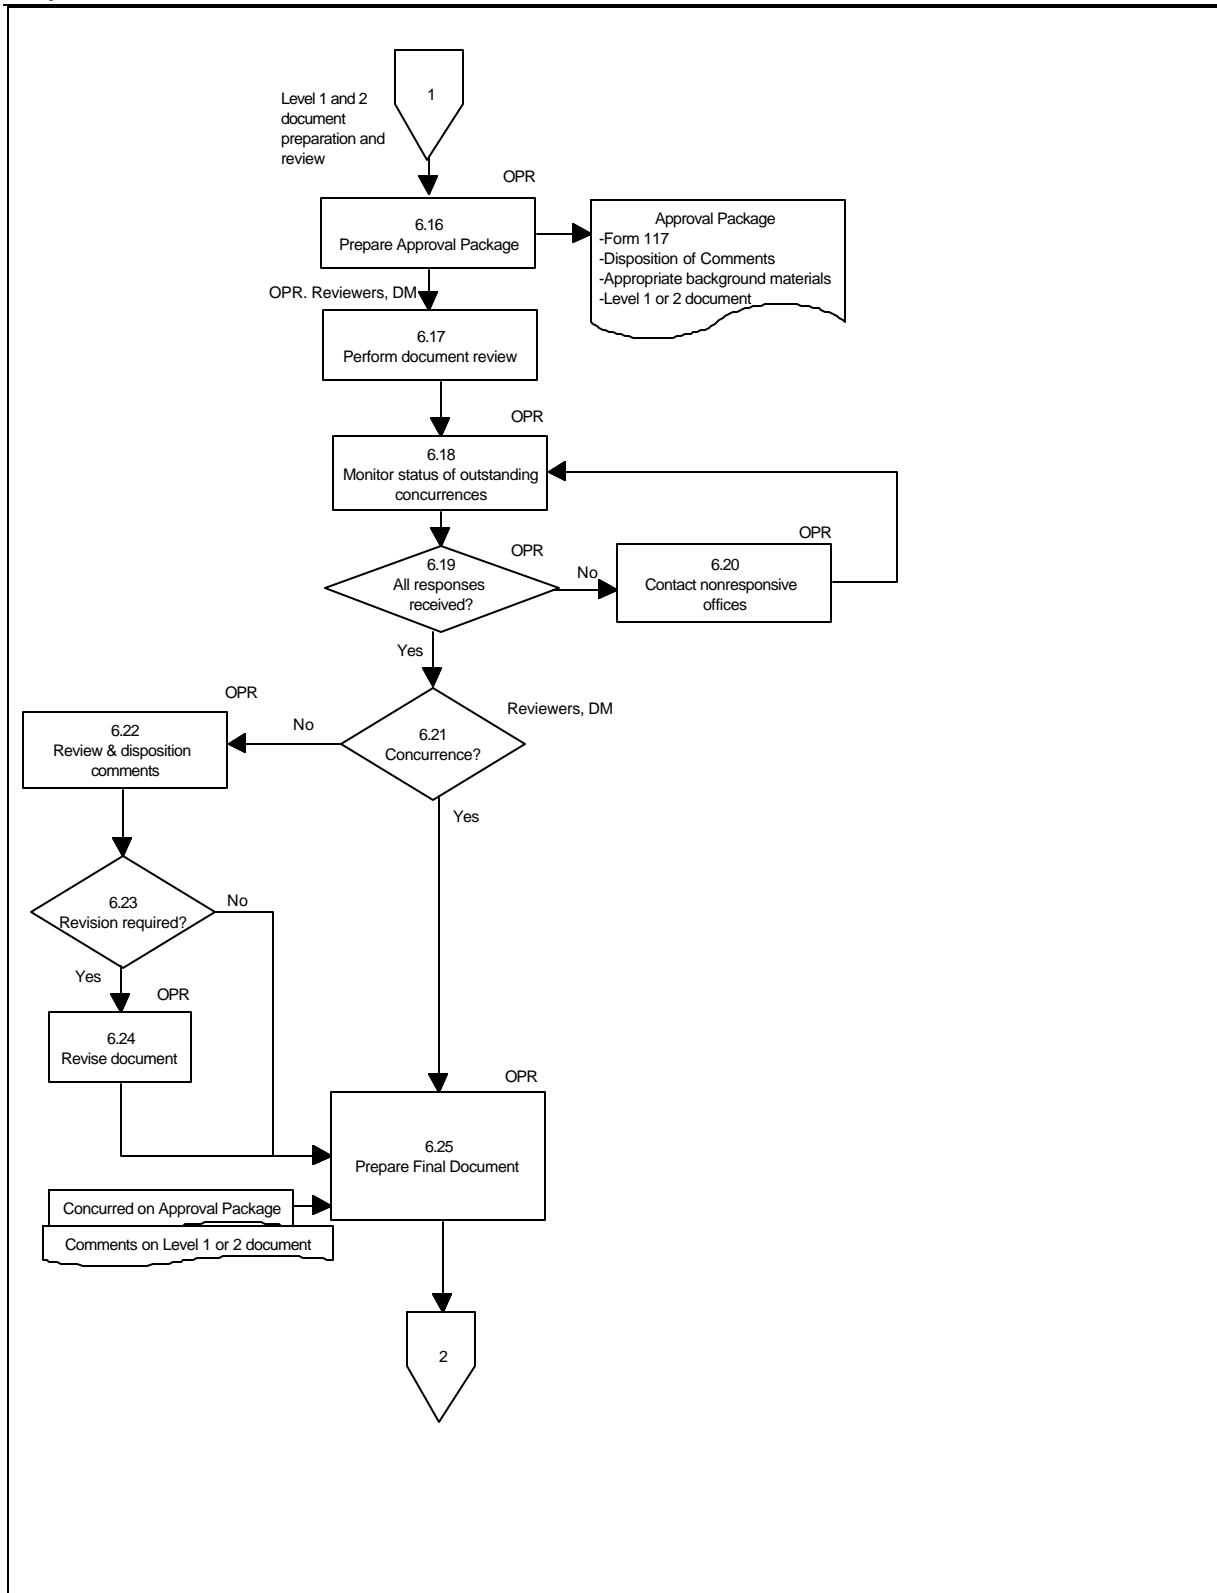 1
Level 1 and 2
document
preparation and
review
OPR
6.16
Prepare Approval Package
Approval Package
-Form 117
-Disposition of Comments
-Appropriate background materials
-Level 1 or 2 document
OPR. Reviewers, DM
6.17
Perform document review
OPR
6.18
Monitor status of outstanding
concurrences
OPR
6.19
All responses
received?
No
OPR
6.20
Contact nonresponsive
offices
Yes
Reviewers, DM
6.21
Concurrence?
No
OPR
6.22
Review & disposition
comments
Yes
6.23
Revision required?
No
Yes
OPR
6.24
Revise document
OPR
6.25
Prepare Final Document
Concurred on Approval Package
Comments on Level 1 or 2 document
2